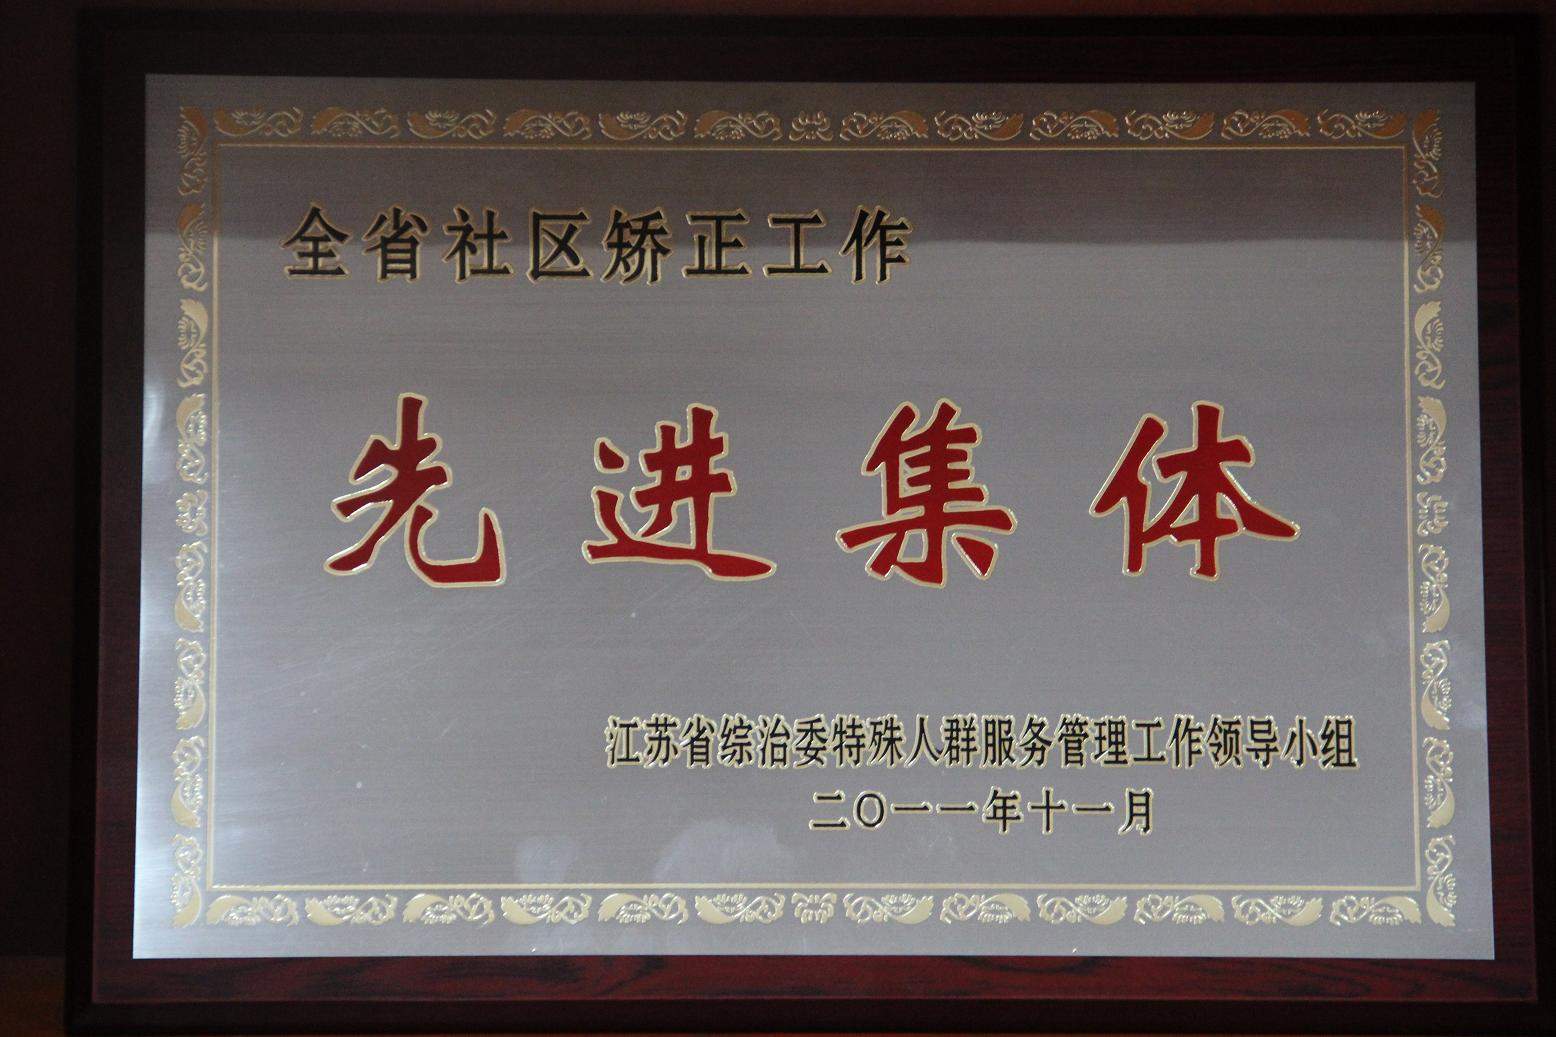 全省社区矫正工作
先进集体
江苏省综治委特殊人群服务管理工作领导小组
二〇一一年十一月